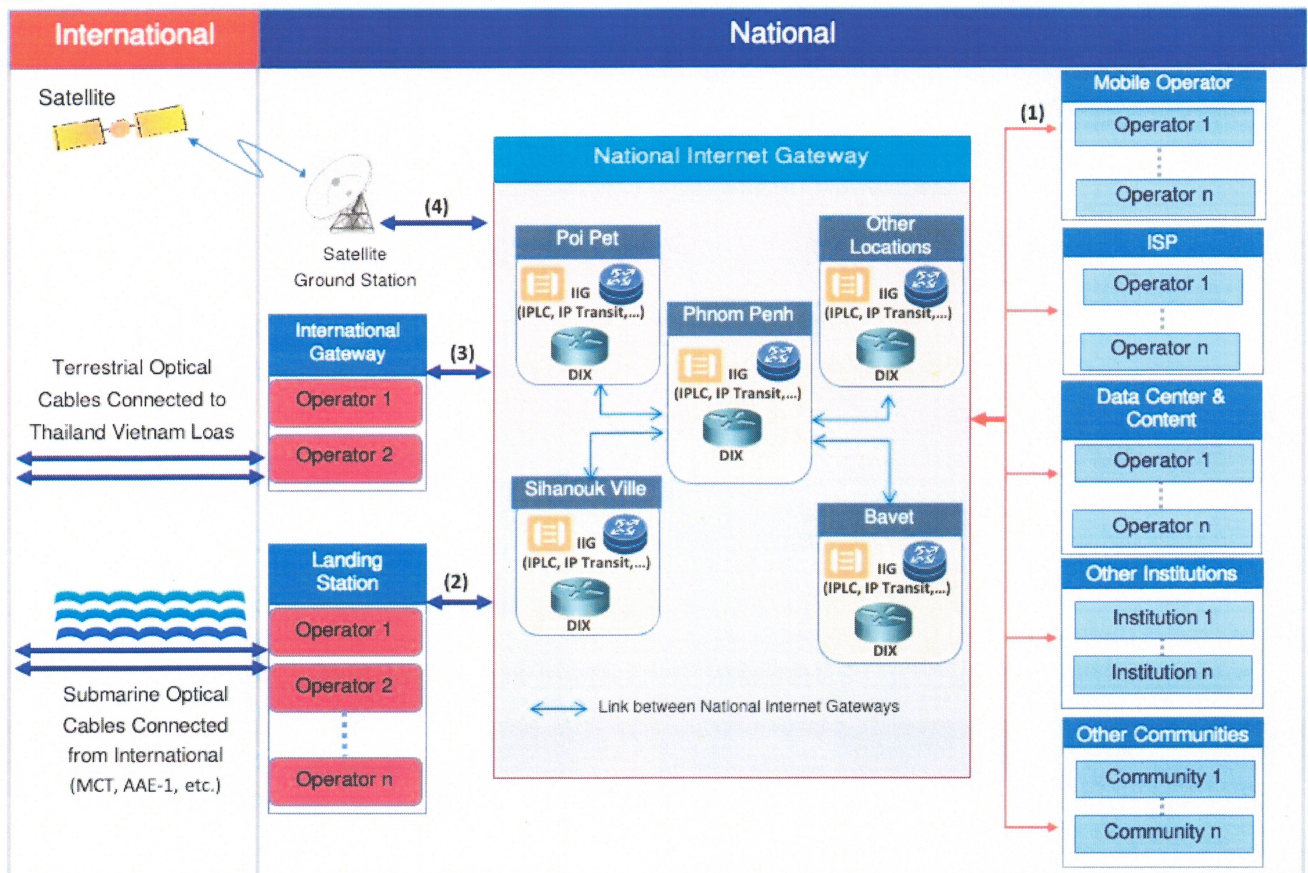 International
National
Satellite
Satellite
Ground Station
(4)
International
Gateway
Operator 1
Operator 2
(3)
Terrestrial Optical
Cables Connected to
Thailand Vietnam Loas
Landing
Station
Operator 1
Operator 2
Operator n
(2)
Submarine Optical
Cables Connected
from International
(MCT, AAE-1, etc.)
National Internet Gateway
Poi Pet
IIG
(IPLC, IP Transit,...)
DIX
Other
Locations
IIG
(IPLC, IP Transit,...)
DIX
Phnom Penh
IIG
(IPLC, IP Transit,...)
DIX
Sihanouk Ville
IIG
(IPLC, IP Transit,...)
DIX
Bavet
IIG
(IPLC, IP Transit,...)
DIX
Link between National Internet Gateways
(1)
Mobile Operator
Operator 1
Operator n
ISP
Operator 1
Operator n
Data Center &
Content
Operator 1
Operator n
Other Institutions
Institution 1
Institution n
Other Communities
Community 1
Community n